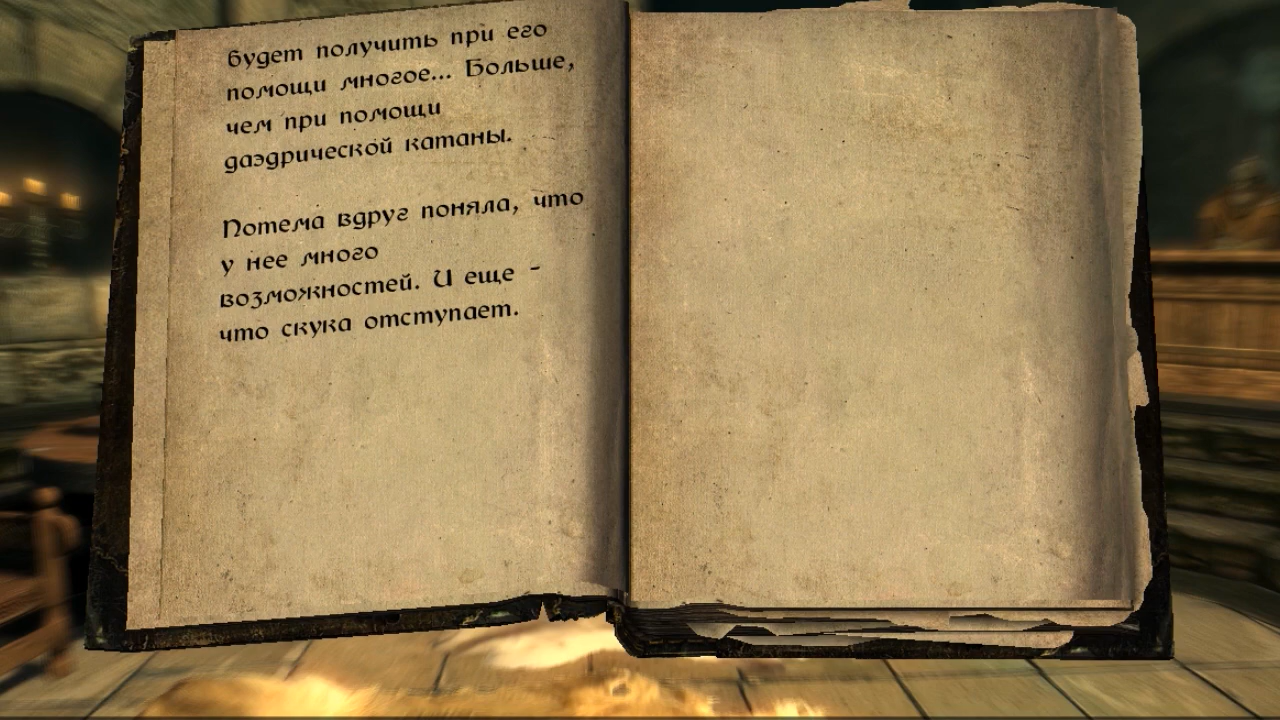 будет получить при его
помощи многое... Больше,
чем при помощи
даэдрической катаны.
Потема вдруг поняла, что
у нее много
возможностей. И еще -
что скука отступает.